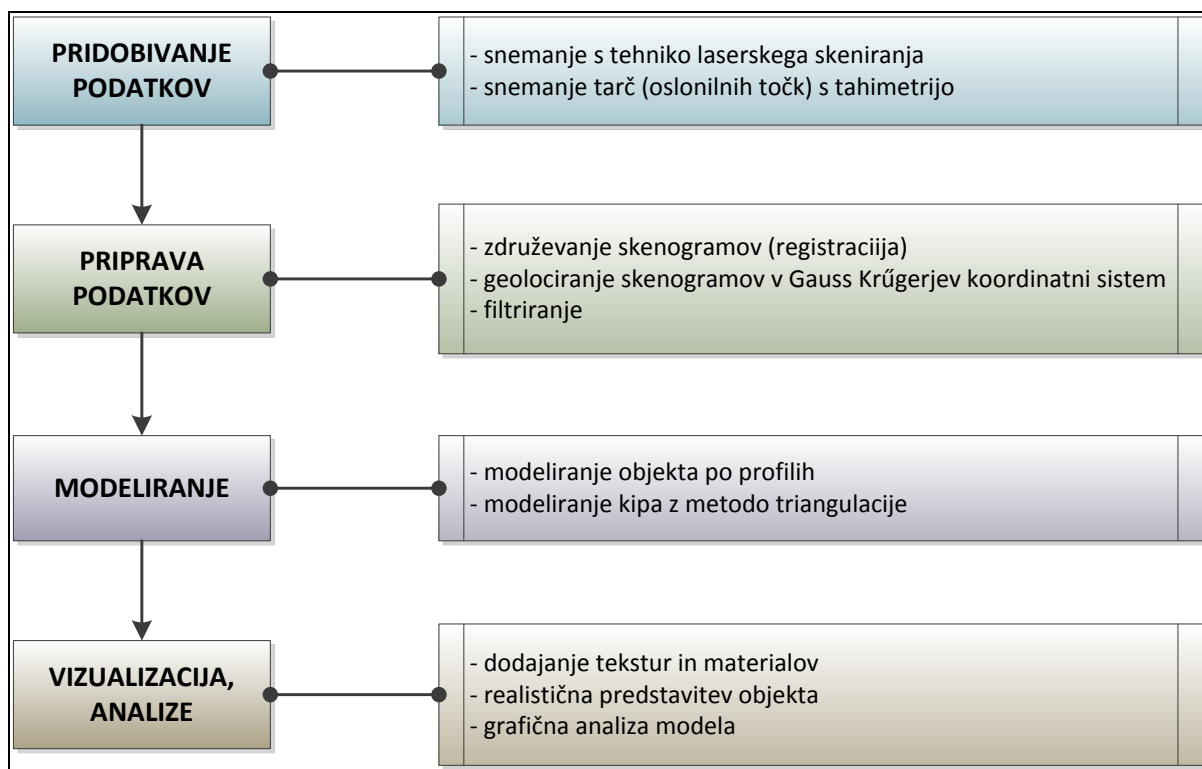 PRIDOBIVANJE
PODATKOV
- snemanje s tehniko laserskega skeniranja
- snemanje tarč (oslonilnih točk) s tahimetrijo
PRIPRAVA
PODATKOV
- združevanje skenogramov (registraciija)
- geolociranje skenogramov v Gauss Krűgerjev koordinatni sistem
- filtriranje
MODELIRANJE
- modeliranje objekta po profilih
- modeliranje kipa z metodo triangulacije
VIZUALIZACIJA,
ANALIZE
- dodajanje tekstur in materialov
- realistična predstavitev objekta
- grafična analiza modela